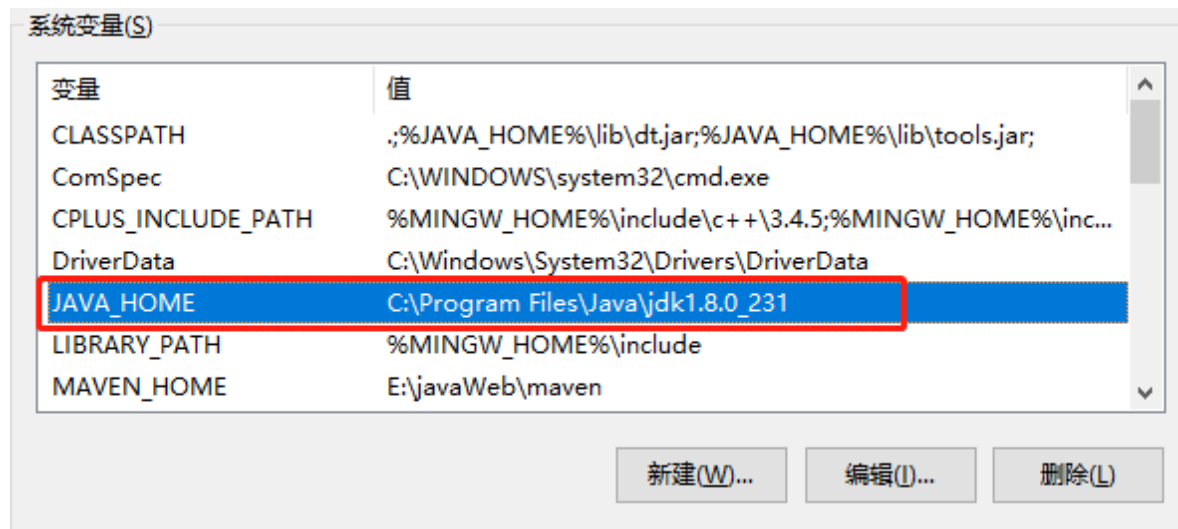 系统变量(S)
变量 值
CLASSPATH .;%JAVA_HOME%\lib\dt.jar;%JAVA_HOME%\lib\tools.jar;
ComSpec C:\WINDOWS\system32\cmd.exe
CPLUS_INCLUDE_PATH %MINGW_HOME%\include\c++\3.4.5;%MINGW_HOME%\inc...
DriverData C:\Windows\System32\Drivers\DriverData
JAVA_HOME C:\Program Files\Java\jdk1.8.0_231
LIBRARY_PATH %MINGW_HOME%\include
MAVEN_HOME E:\javaWeb\maven
新建(W)... 编辑(I)... 删除(L)